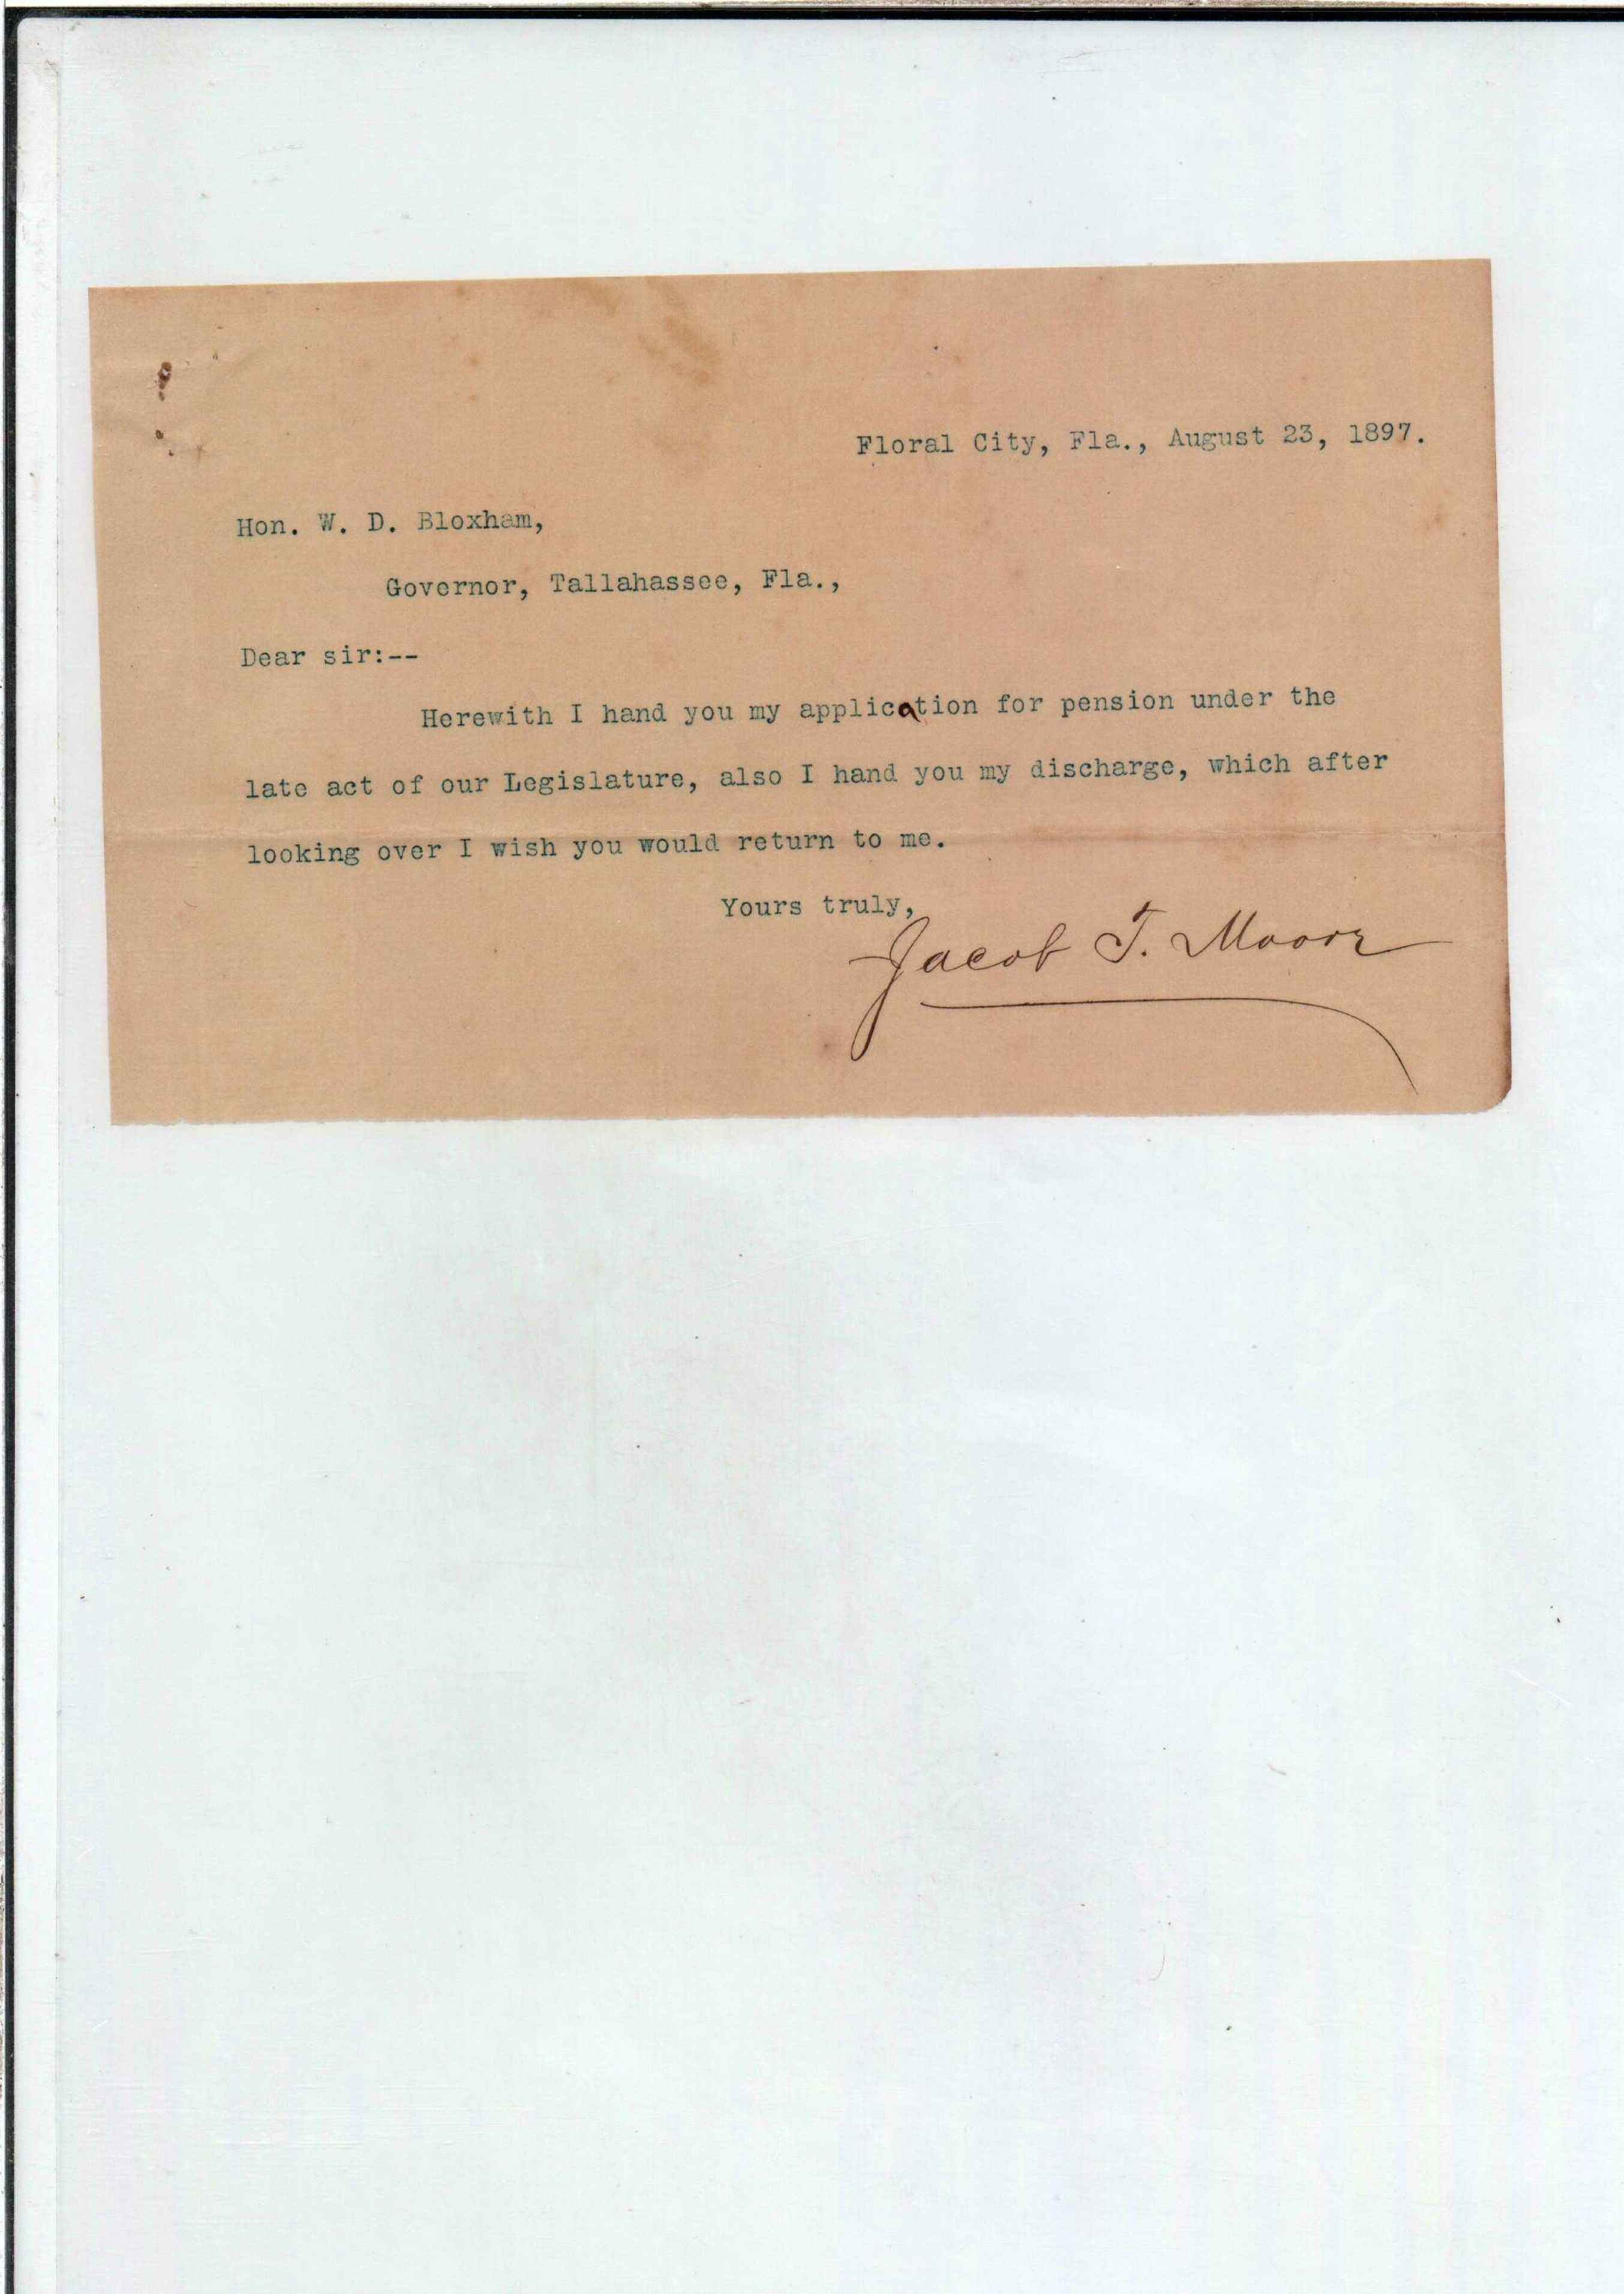 Floral City, Fla., August 23, 1897.
Hon. W. D. Bloxham,
Governor, Tallahassee, Fla.,
Dear sir:--
Herewith I hand you my application for pension under the
late act of our Legislature, also I hand you my discharge, which after
looking over I wish you would return to me.
Yours truly,
Jacob T. Moore